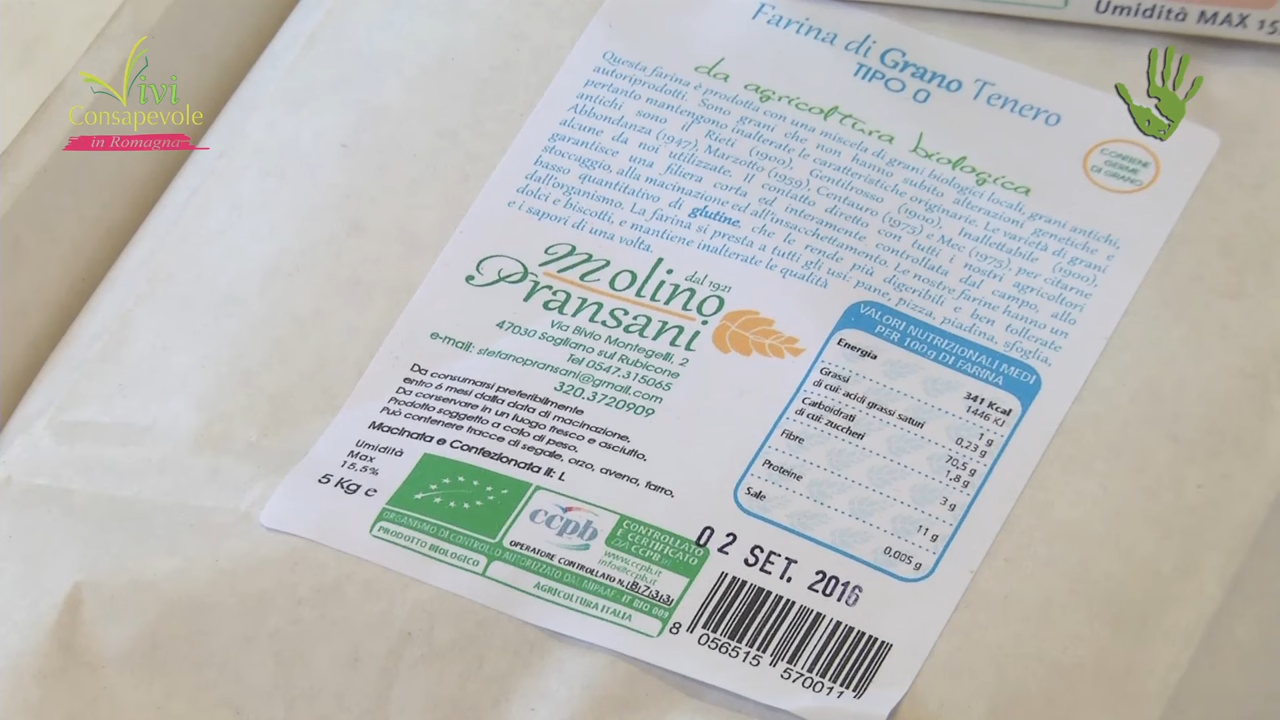 Vivi
Consapevole
in Romagna
Umidità MAX 15
Farina di Grano Tenero
TIPO 0
da agricoltura biologica
CONTIENE
GERME
DI GRANO
Questa farina è prodotta con una miscela di grani biologici locali, grani antichi,
autoriprodotti. Sono grani che non hanno subito alterazioni genetiche e
pertanto mantengono inalterate le caratteristiche originarie. Le varietà di grani
antichi sono il Rieti (1900), Gentilrosso (1900), Inallettabile (1900),
Abbondanza (1947), Marzotto (1959), Centauro (1975) e Mec (1975), per citarne
alcune da noi utilizzate. Il contatto diretto con tutti i nostri agricoltori
garantisce una filiera corta ed interamente controllata dal campo, allo
stoccaggio, alla macinazione ed all'insacchettamento. Le nostre farine hanno un
basso quantitativo di glutine, che le rende più digeribili e ben tollerate
dall'organismo. La farina si presta a tutti gli usi: pane, pizza, piadina, sfoglia,
dolci e biscotti, e mantiene inalterate le qualità
e i sapori di una volta.
Molino
dal 1921
Pransani
Via Bivio Montegelli, 2
47030 Sogliano sul Rubicone
Tel 0547.315065
e-mail: stefanopransani@gmail.com
320.3720909
Da consumarsi preferibilmente
entro 6 mesi dalla data di macinazione,
Da conservare in un luogo fresco e asciutto,
Prodotto soggetto a calo di peso,
Può contenere tracce di segale, orzo, avena, farro,
Macinata e Confezionata il: L
Umidità
Max
15,5%
5 Kg e
VALORI NUTRIZIONALI MEDI
PER 100 g DI FARINA
Energia 341 Kcal
1446 KJ
Grassi 1 g
di cui: acidi grassi saturi 0,23 g
Carboidrati 70,5 g
di cui: zuccheri 1,8 g
Fibre 3 g
Proteine 11 g
Sale 0,005 g
ccpb
CONTROLLATO
E CERTIFICATO
DA CCPB srl
www.ccpb.it
info@ccpb.it
OPERATORE CONTROLLATO N. B733
ORGANISMO DI CONTROLLO AUTORIZZATO DAL MIPAAF - IT BIO 009
PRODOTTO BIOLOGICO
AGRICOLTURA ITALIA
02 SET. 2016
8 056515 570011